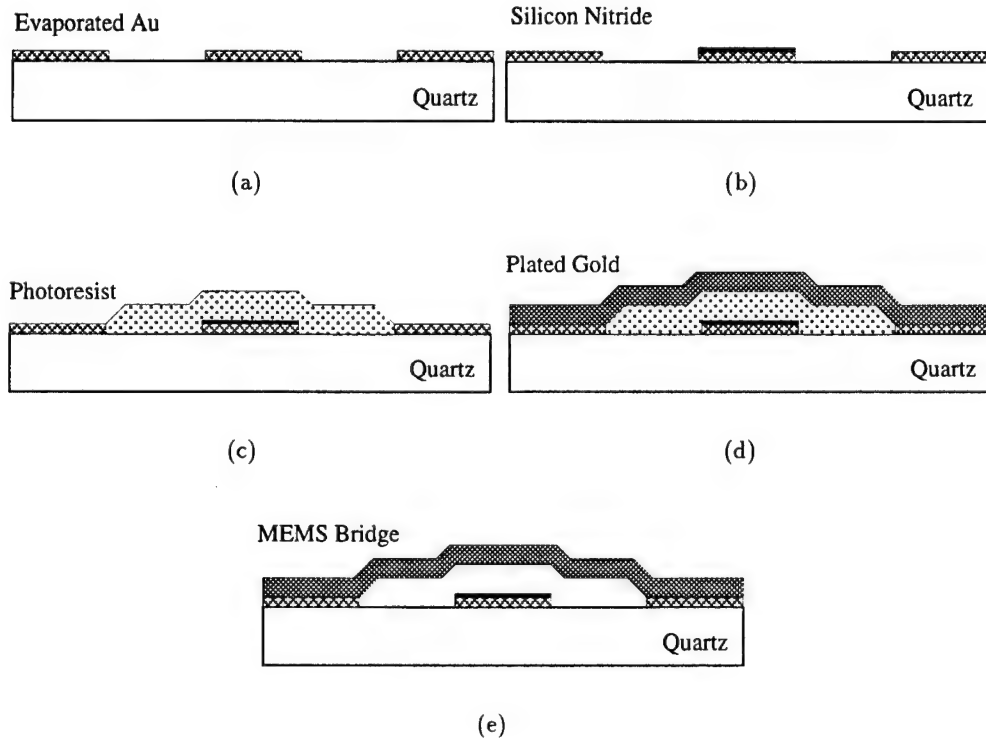 Evaporated Au
Quartz
(a)
Silicon Nitride
Quartz
(b)
Photoresist
Quartz
(c)
Plated Gold
Quartz
(d)
MEMS Bridge
Quartz
(e)